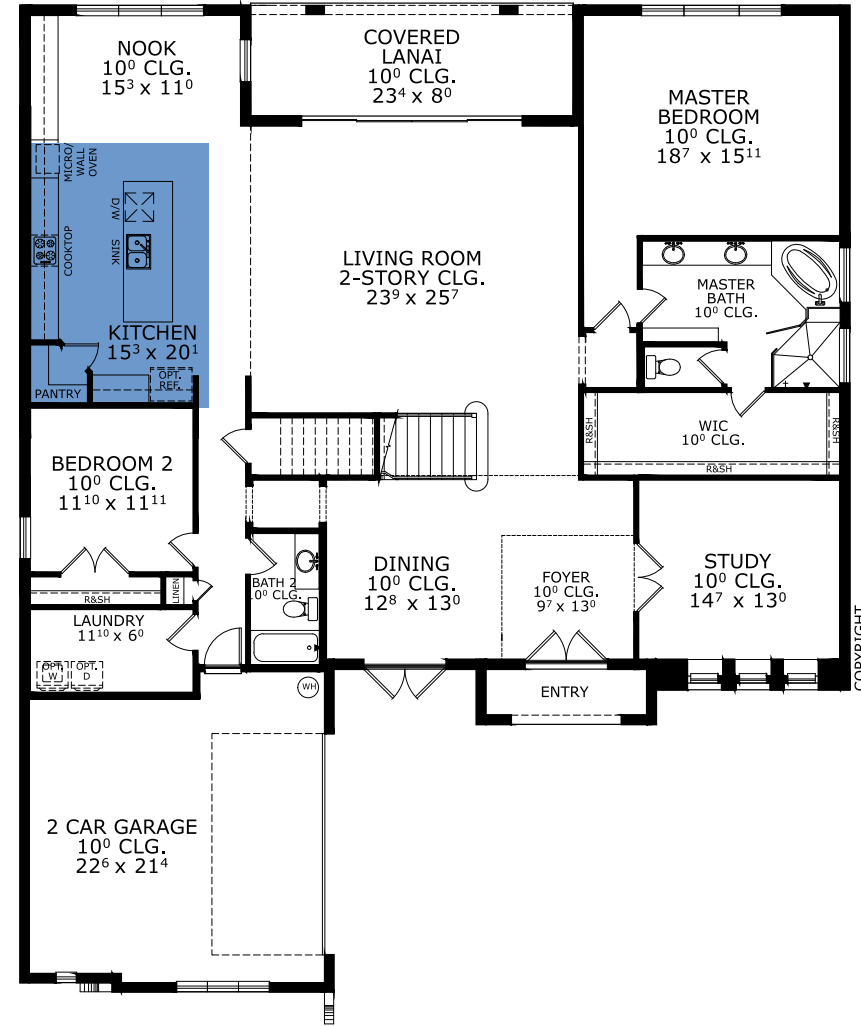 NOOK
10⁰ CLG.
15³ x 11⁰
COVERED
LANAI
10⁰ CLG.
23⁴ x 8⁰
MASTER
BEDROOM
10⁰ CLG.
18⁷ x 15¹¹
MICRO/
WALL
OVEN
D/W
SINK
COOKTOP
KITCHEN
15³ x 20¹
PANTRY
OPT.
REF.
LIVING ROOM
2-STORY CLG.
23⁹ x 25⁷
MASTER
BATH
10⁰ CLG.
R&SH
WIC
10⁰ CLG.
R&SH
R&SH
BEDROOM 2
10⁰ CLG.
11¹⁰ x 11¹¹
R&SH
LINEN
BATH 2
10⁰ CLG.
DINING
10⁰ CLG.
12⁸ x 13⁰
FOYER
10⁰ CLG.
9⁷ x 13⁰
STUDY
10⁰ CLG.
14⁷ x 13⁰
COPYRIGHT
LAUNDRY
11¹⁰ x 6⁰
OPT.
W
OPT.
D
WH
ENTRY
2 CAR GARAGE
10⁰ CLG.
22⁶ x 21⁴